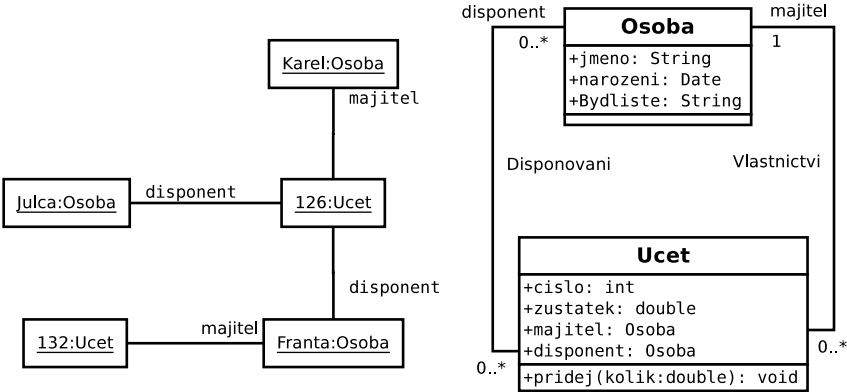 Karel:Osoba
majitel
Julca:Osoba
disponent
126:Ucet
disponent
132:Ucet
majitel
Franta:Osoba
disponent
0..*
Osoba
+jmeno: String
+narozeni: Date
+Bydliste: String
majitel
1
Disponovani
Vlastnictvi
Ucet
+cislo: int
+zustatek: double
+majitel: Osoba
+disponent: Osoba
+pridej(kolik:double): void
0..*
0..*